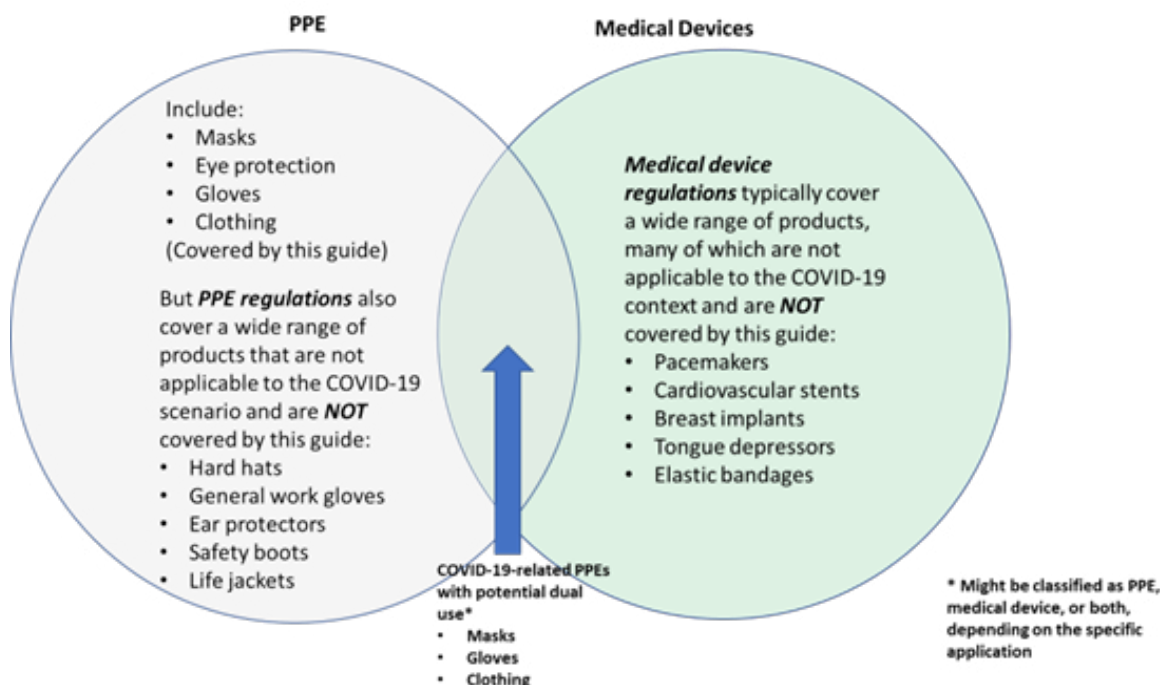 PPE
Medical Devices
Include:
• Masks
• Eye protection
• Gloves
• Clothing
(Covered by this guide)
But PPE regulations also
cover a wide range of
products that are not
applicable to the COVID-19
scenario and are NOT
covered by this guide:
• Hard hats
• General work gloves
• Ear protectors
• Safety boots
• Life jackets
Medical device
regulations typically cover
a wide range of products,
many of which are not
applicable to the COVID-19
context and are NOT
covered by this guide:
• Pacemakers
• Cardiovascular stents
• Breast implants
• Tongue depressors
• Elastic bandages
COVID-19-related PPEs
with potential dual
use*
• Masks
• Gloves
• Clothing
* Might be classified as PPE,
medical device, or both,
depending on the specific
application